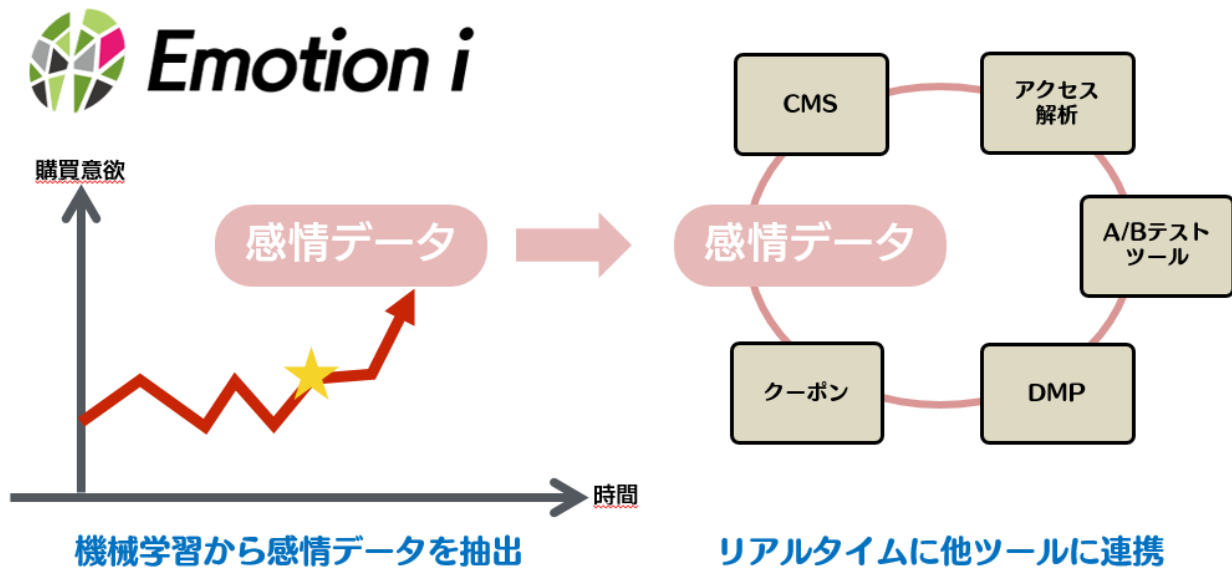 Emotion i
購買意欲
感情データ
時間
機械学習から感情データを抽出
感情データ
CMS
アクセス
解析
A/Bテスト
ツール
DMP
クーポン
リアルタイムに他ツールに連携